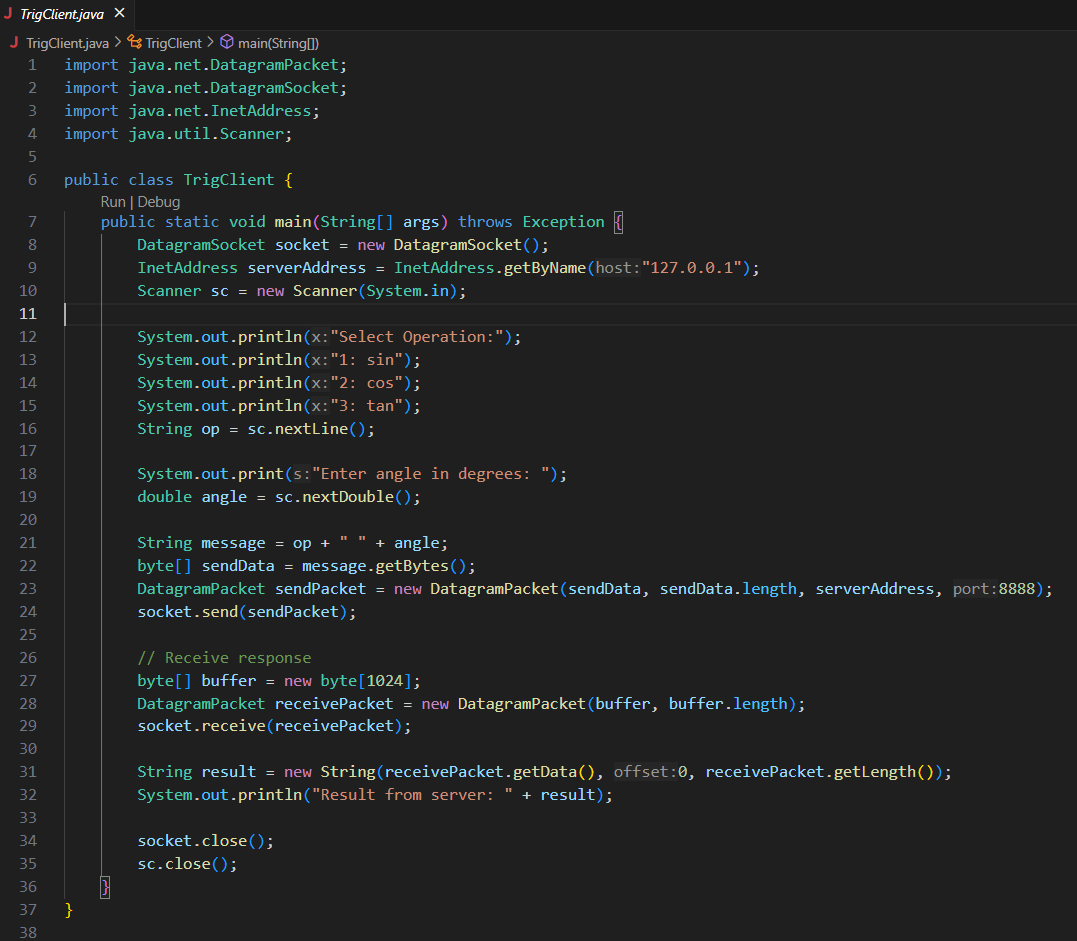 TrigClient.java
TrigClient.java > TrigClient > main(String[])
1 import java.net.DatagramPacket;
2 import java.net.DatagramSocket;
3 import java.net.InetAddress;
4 import java.util.Scanner;
5
6 public class TrigClient {
Run | Debug
7 public static void main(String[] args) throws Exception {
8 DatagramSocket socket = new DatagramSocket();
9 InetAddress serverAddress = InetAddress.getByName(host:"127.0.0.1");
10 Scanner sc = new Scanner(System.in);
11
12 System.out.println(x:"Select Operation:");
13 System.out.println(x:"1: sin");
14 System.out.println(x:"2: cos");
15 System.out.println(x:"3: tan");
16 String op = sc.nextLine();
17
18 System.out.print(s:"Enter angle in degrees: ");
19 double angle = sc.nextDouble();
20
21 String message = op + " " + angle;
22 byte[] sendData = message.getBytes();
23 DatagramPacket sendPacket = new DatagramPacket(sendData, sendData.length, serverAddress, port:8888);
24 socket.send(sendPacket);
25
26 // Receive response
27 byte[] buffer = new byte[1024];
28 DatagramPacket receivePacket = new DatagramPacket(buffer, buffer.length);
29 socket.receive(receivePacket);
30
31 String result = new String(receivePacket.getData(), offset:0, receivePacket.getLength());
32 System.out.println("Result from server: " + result);
33
34 socket.close();
35 sc.close();
36 }
37 }
38